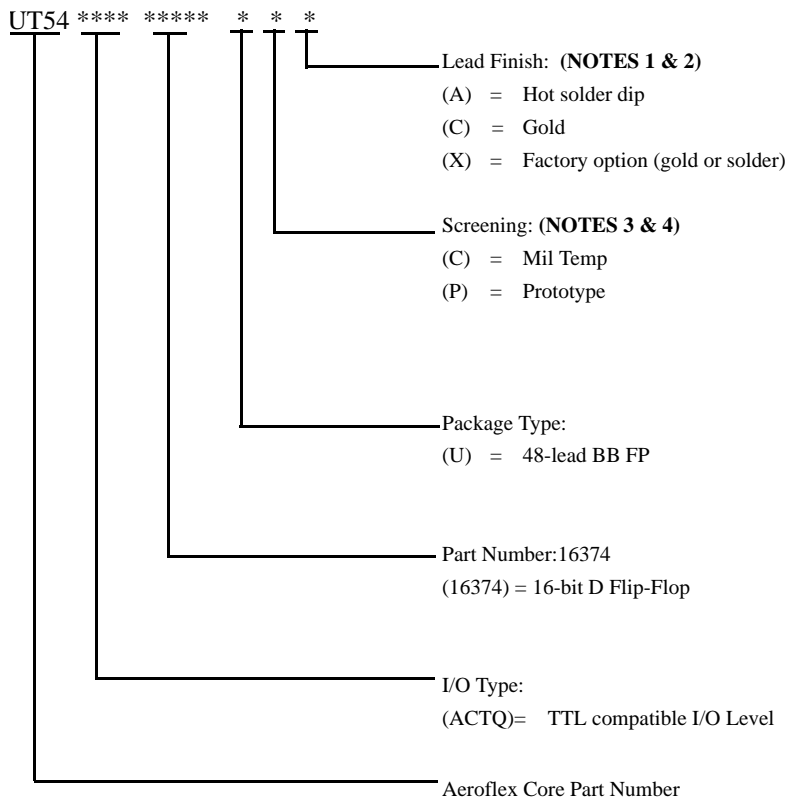 UT54 **** ***** * * *
Lead Finish: (NOTES 1 & 2)
(A) = Hot solder dip
(C) = Gold
(X) = Factory option (gold or solder)
Screening: (NOTES 3 & 4)
(C) = Mil Temp
(P) = Prototype
Package Type:
(U) = 48-lead BB FP
Part Number:16374
(16374) = 16-bit D Flip-Flop
I/O Type:
(ACTQ)= TTL compatible I/O Level
Aeroflex Core Part Number